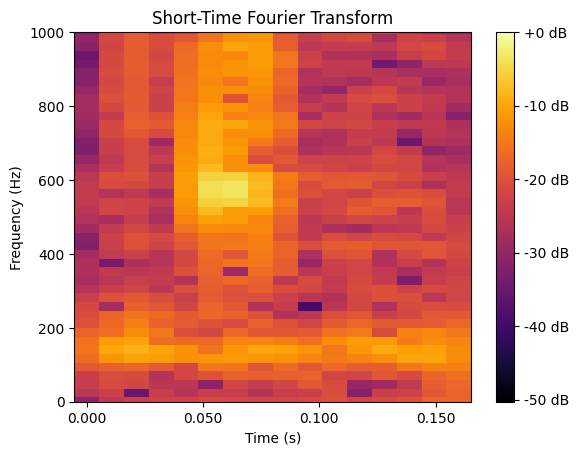 Short-Time Fourier Transform
1000
800
600
400
200
0
Frequency (Hz)
0.000
0.050
0.100
0.150
Time (s)
+0 dB
-10 dB
-20 dB
-30 dB
-40 dB
-50 dB